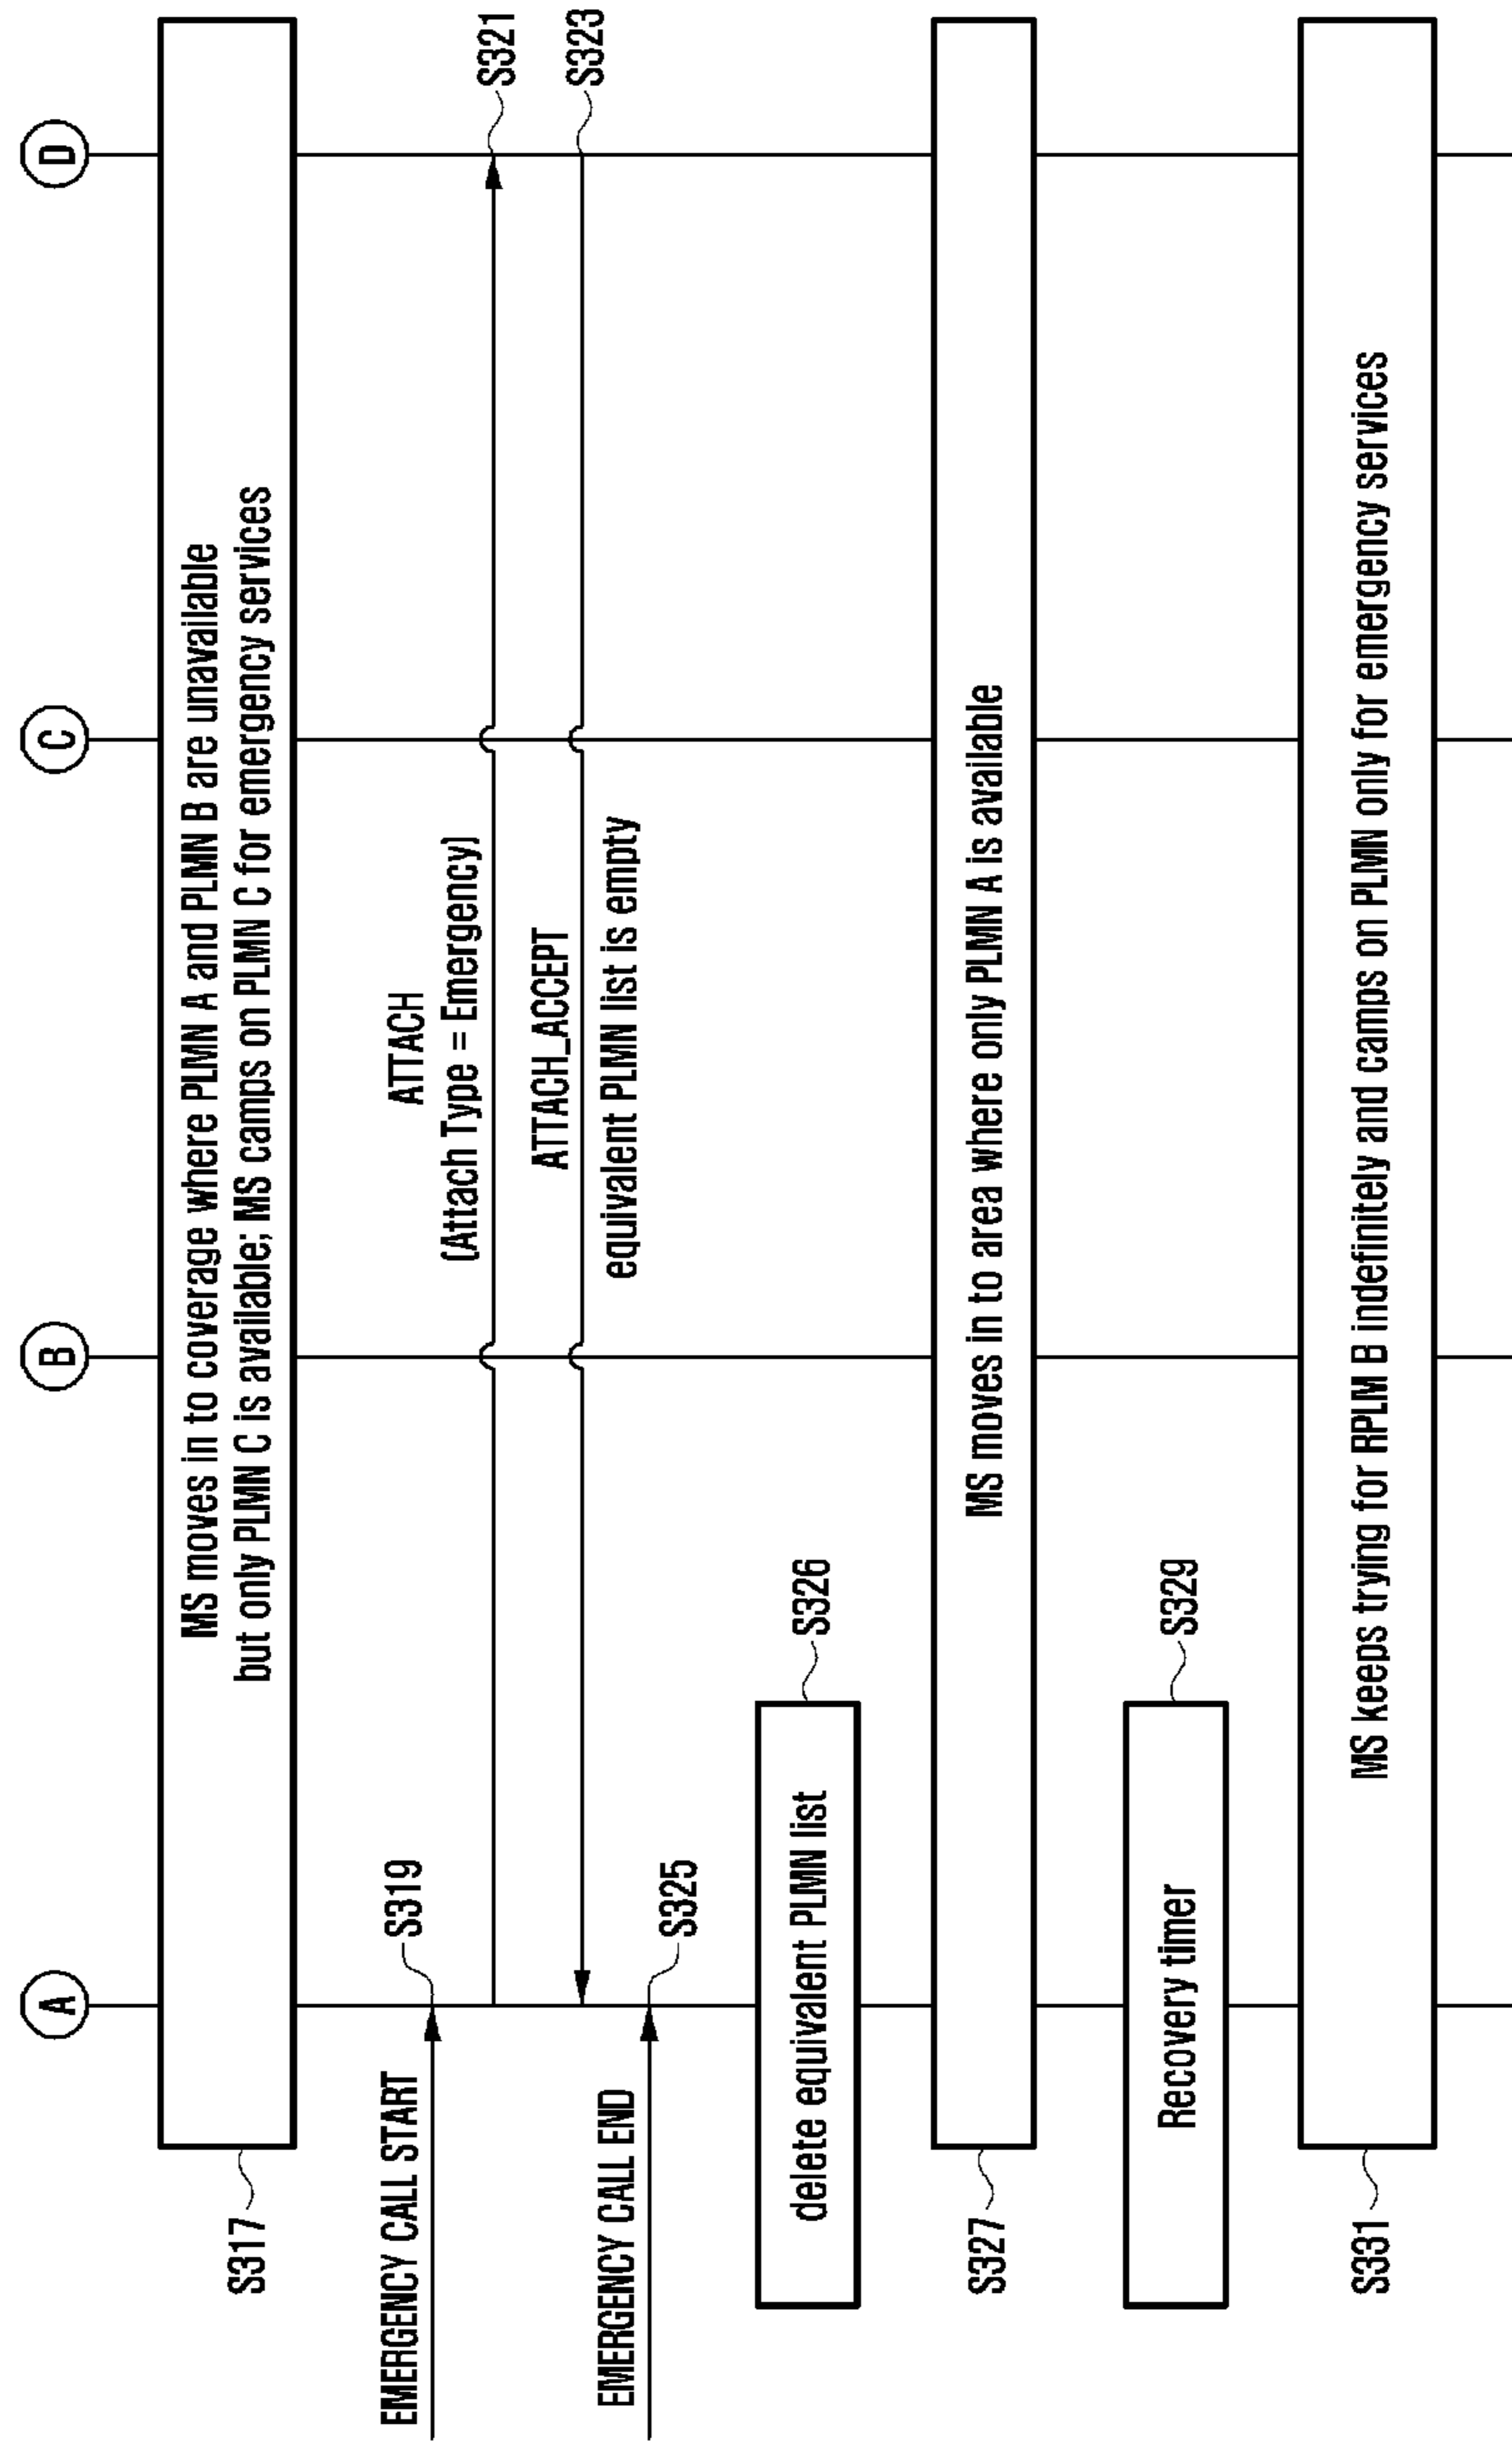 A
B
C
D
MS moves in to coverage where PLMN A and PLMN B are unavailable
but only PLMN C is available; MS camps on PLMN C for emergency services
S317
EMERGENCY CALL START
S319
ATTACH
(Attach Type = Emergency)
S321
ATTACH_ACCEPT
equivalent PLMN list is empty
S323
EMERGENCY CALL END
S325
delete equivalent PLMN list
S326
MS moves in to area where only PLMN A is available
S327
Recovery timer
S329
MS keeps trying for RPLIM B indefinitely and camps on PLMN only for emergency services
S331